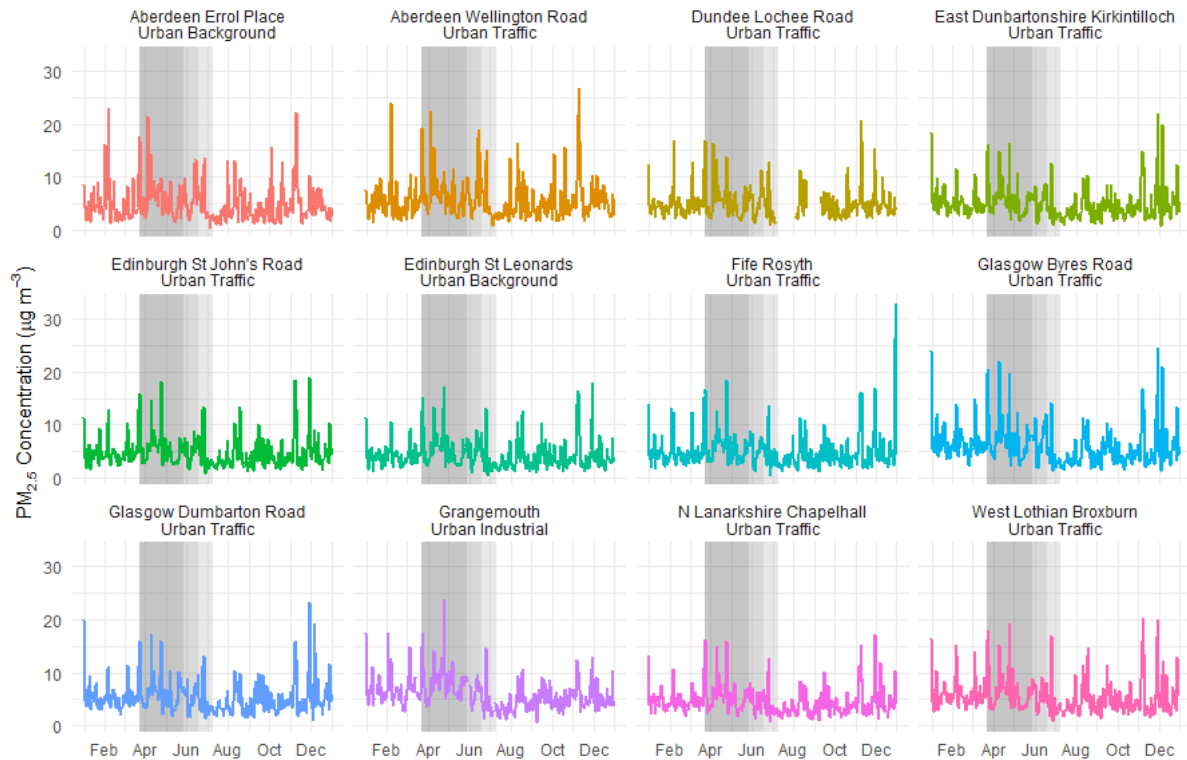 Aberdeen Errol Place
Urban Background
Aberdeen Wellington Road
Urban Traffic
Dundee Lochee Road
Urban Traffic
East Dunbartonshire Kirkintilloch
Urban Traffic
30
20
10
0
Edinburgh St John's Road
Urban Traffic
Edinburgh St Leonards
Urban Background
Fife Rosyth
Urban Traffic
Glasgow Byres Road
Urban Traffic
PM₂.₅ Concentration (μg m⁻³)
30
20
10
0
Glasgow Dumbarton Road
Urban Traffic
Grangemouth
Urban Industrial
N Lanarkshire Chapelhall
Urban Traffic
West Lothian Broxburn
Urban Traffic
30
20
10
0
Feb Apr Jun Aug Oct Dec
Feb Apr Jun Aug Oct Dec
Feb Apr Jun Aug Oct Dec
Feb Apr Jun Aug Oct Dec